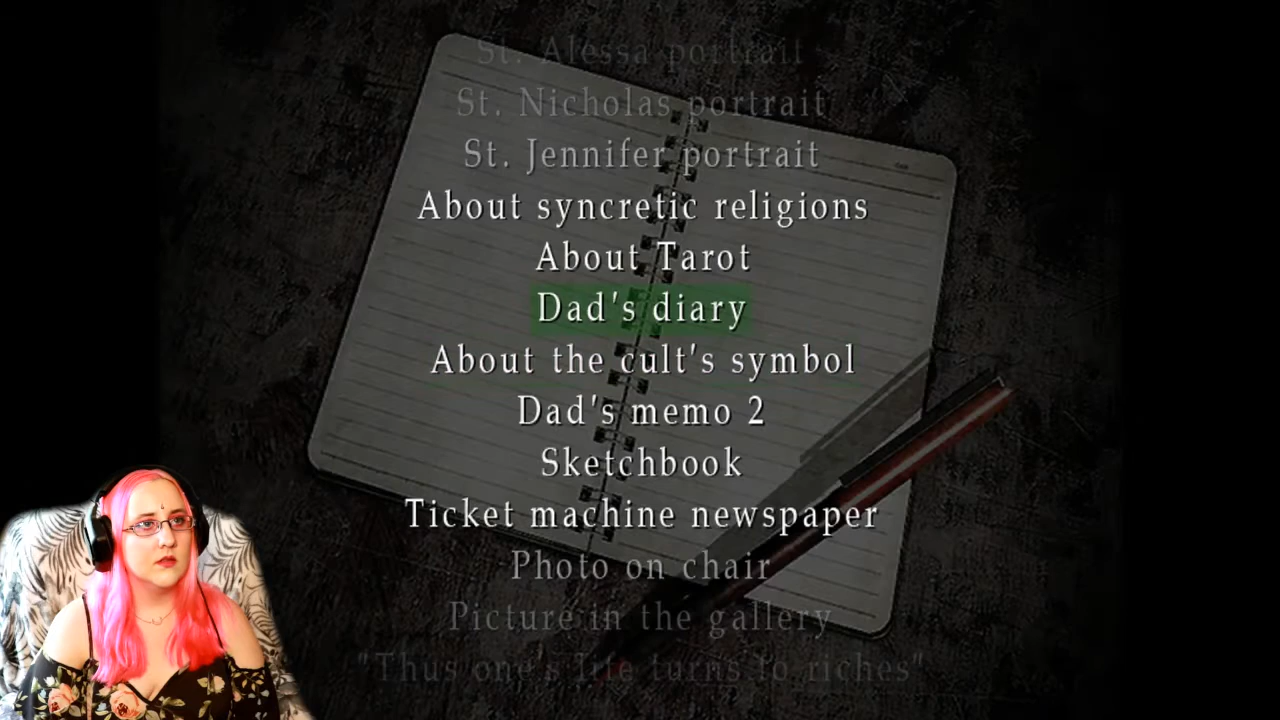 St. Alessa portrait
St. Nicholas portrait
St. Jennifer portrait
About syncretic religions
About Tarot
Dad's diary
About the cult's symbol
Dad's memo 2
Sketchbook
Ticket machine newspaper
Photo on chair
Picture in the gallery
"Thus one's life turns to riches"